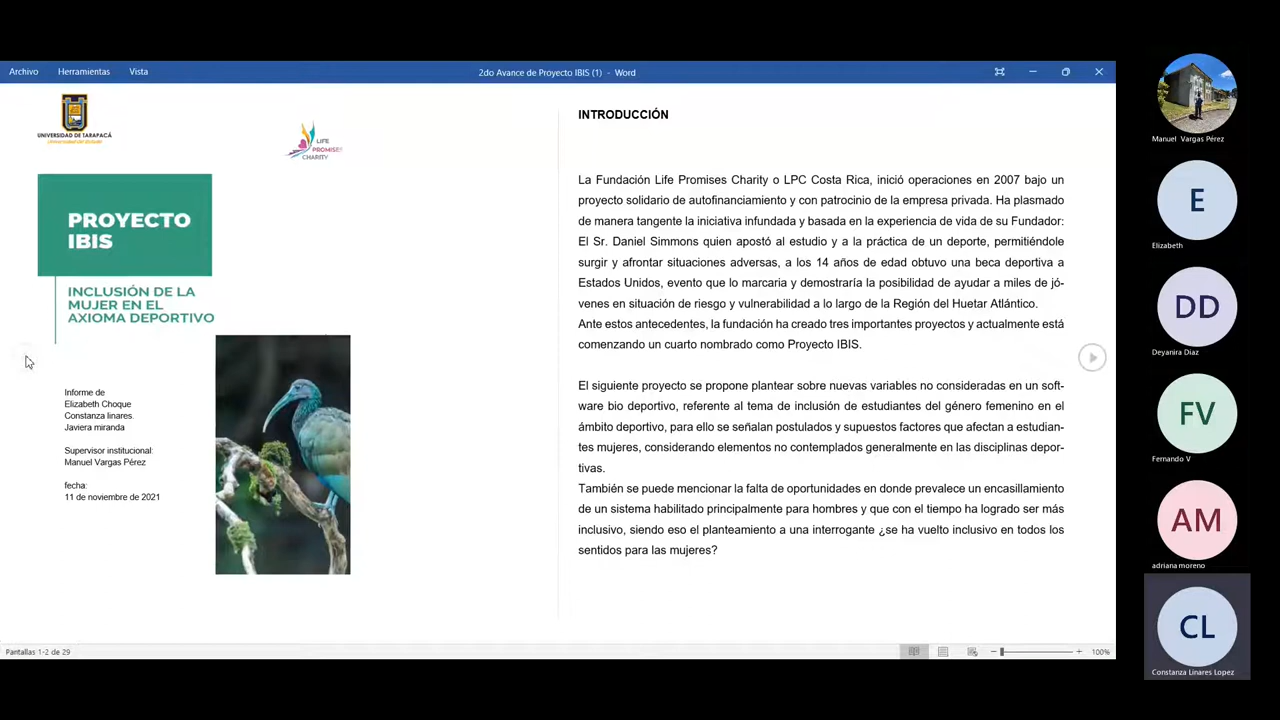 Archivo Herramientas Vista
2do Avance de Proyecto IBIS (1) - Word
UNIVERSIDAD DE TARAPACÁ
LIFE
PROMISES
CHARITY
PROYECTO
IBIS
INCLUSIÓN DE LA
MUJER EN EL
AXIOMA DEPORTIVO
Informe de
Elizabeth Choque
Constanza linares.
Javiera miranda
Supervisor institucional:
Manuel Vargas Pérez
fecha:
11 de noviembre de 2021
INTRODUCCIÓN
La Fundación Life Promises Charity o LPC Costa Rica, inició operaciones en 2007 bajo un
proyecto solidario de autofinanciamiento y con patrocinio de la empresa privada. Ha plasmado
de manera tangente la iniciativa infundada y basada en la experiencia de vida de su Fundador:
El Sr. Daniel Simmons quien apostó al estudio y a la práctica de un deporte, permitiéndole
surgir y afrontar situaciones adversas, a los 14 años de edad obtuvo una beca deportiva a
Estados Unidos, evento que lo marcaria y demostraría la posibilidad de ayudar a miles de jó-
venes en situación de riesgo y vulnerabilidad a lo largo de la Región del Huetar Atlántico.
Ante estos antecedentes, la fundación ha creado tres importantes proyectos y actualmente está
comenzando un cuarto nombrado como Proyecto IBIS.
El siguiente proyecto se propone plantear sobre nuevas variables no consideradas en un soft-
ware bio deportivo, referente al tema de inclusión de estudiantes del género femenino en el
ámbito deportivo, para ello se señalan postulados y supuestos factores que afectan a estudian-
tes mujeres, considerando elementos no contemplados generalmente en las disciplinas depor-
tivas.
También se puede mencionar la falta de oportunidades en donde prevalece un encasillamiento
de un sistema habilitado principalmente para hombres y que con el tiempo ha logrado ser más
inclusivo, siendo eso el planteamiento a una interrogante ¿se ha vuelto inclusivo en todos los
sentidos para las mujeres?
Pantallas 1-2 de 29
100%
Manuel Vargas Pérez
E
Elizabeth
DD
Deyanira Diaz
FV
Fernando V
AM
adriana moreno
CL
Constanza Linares Lopez